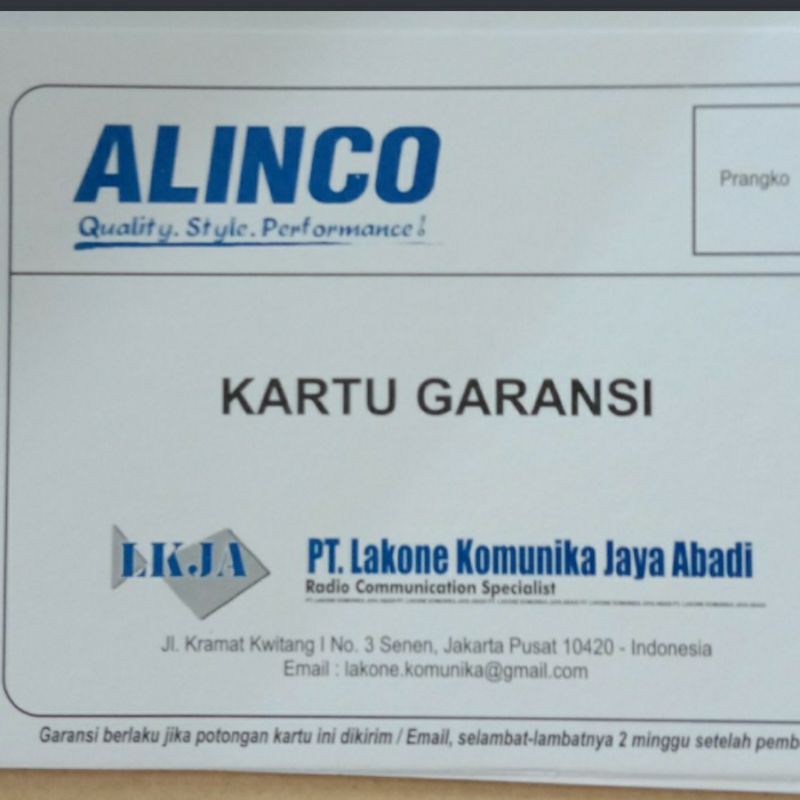 ALINCO
Quality. Style. Performance!
Prangko
KARTU GARANSI
LKJA
PT. Lakone Komunika Jaya Abadi
Radio Communication Specialist
Jl. Kramat Kwitang I No. 3 Senen, Jakarta Pusat 10420 - Indonesia
Email : lakone.komunika@gmail.com
Garansi berlaku jika potongan kartu ini dikirim / Email, selambat-lambatnya 2 minggu setelah